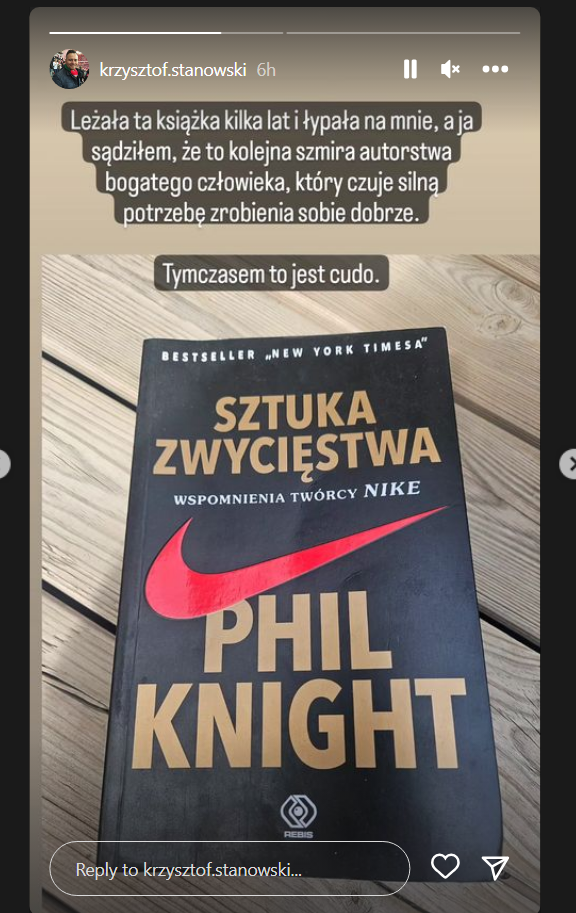 krzysztof.stanowski 6h
Leżała ta książka kilka lat i łypała na mnie, a ja
sądziłem, że to kolejna szmira autorstwa
bogatego człowieka, który czuje silną
potrzebę zrobienia sobie dobrze.
Tymczasem to jest cudo.
BESTSELLER „NEW YORK TIMESA”
SZTUKA
ZWYCIĘSTWA
WSPOMNIENIA TWÓRCY NIKE
PHIL
KNIGHT
REBIS
Reply to krzysztof.stanowski...